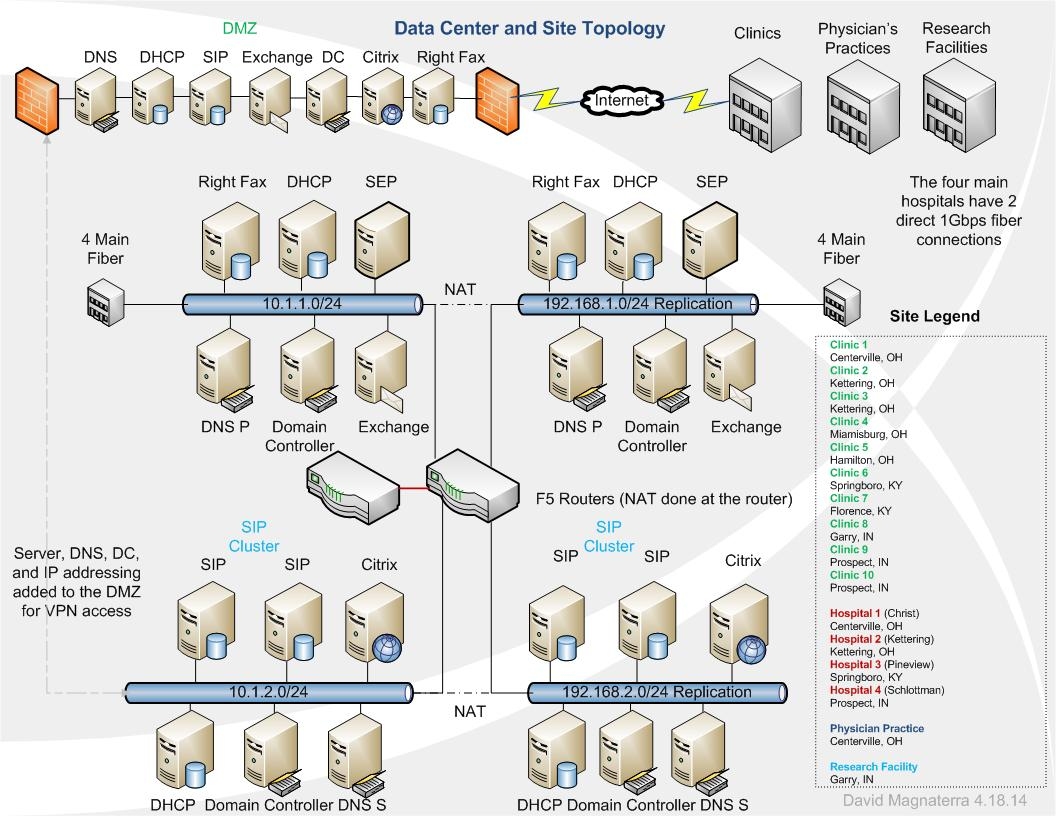 DMZ
Data Center and Site Topology
DNS
DHCP
SIP
Exchange
DC
Citrix
Right Fax
Internet
Clinics
Physician's
Practices
Research
Facilities
Right Fax
DHCP
SEP
Right Fax
DHCP
SEP
The four main
hospitals have 2
direct 1Gbps fiber
connections
4 Main
Fiber
10.1.1.0/24
NAT
192.168.1.0/24 Replication
4 Main
Fiber
DNS P
Domain
Controller
Exchange
DNS P
Domain
Controller
Exchange
F5 Routers (NAT done at the router)
Server, DNS, DC,
and IP addressing
added to the DMZ
for VPN access
SIP
Cluster
SIP
SIP
Citrix
SIP
Cluster
SIP
SIP
Citrix
10.1.2.0/24
NAT
192.168.2.0/24 Replication
DHCP
Domain Controller
DNS S
DHCP
Domain Controller
DNS S
Site Legend
Clinic 1
Centerville, OH
Clinic 2
Kettering, OH
Clinic 3
Kettering, OH
Clinic 4
Miamisburg, OH
Clinic 5
Hamilton, OH
Clinic 6
Springboro, KY
Clinic 7
Florence, KY
Clinic 8
Garry, IN
Clinic 9
Prospect, IN
Clinic 10
Prospect, IN
Hospital 1 (Christ)
Centerville, OH
Hospital 2 (Kettering)
Kettering, OH
Hospital 3 (Pineview)
Springboro, KY
Hospital 4 (Schlottman)
Prospect, IN
Physician Practice
Centerville, OH
Research Facility
Garry, IN
David Magnaterra 4.18.14